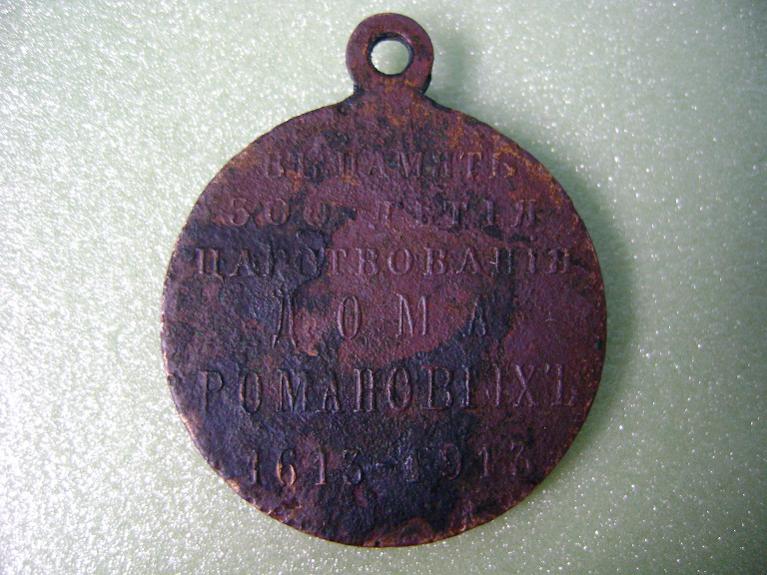 ВЪ ПАМЯТЬ
300-ЛѢТІЯ
ЦАРСТВОВАНІЯ
ДОМА
РОМАНОВЫХЪ
1613-1913